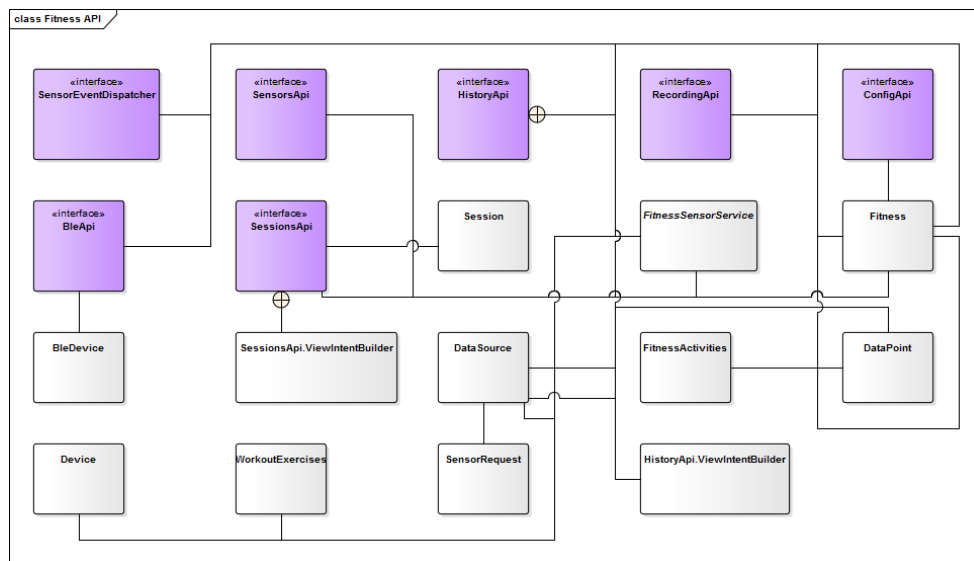 class Fitness API
«interface»
SensorEventDispatcher
«interface»
SensorsApi
«interface»
HistoryApi
«interface»
RecordingApi
«interface»
ConfigApi
«interface»
BleApi
«interface»
SessionsApi
Session
FitnessSensorService
Fitness
BleDevice
SessionsApi.ViewIntentBuilder
DataSource
FitnessActivities
DataPoint
Device
WorkoutExercises
SensorRequest
HistoryApi.ViewIntentBuilder